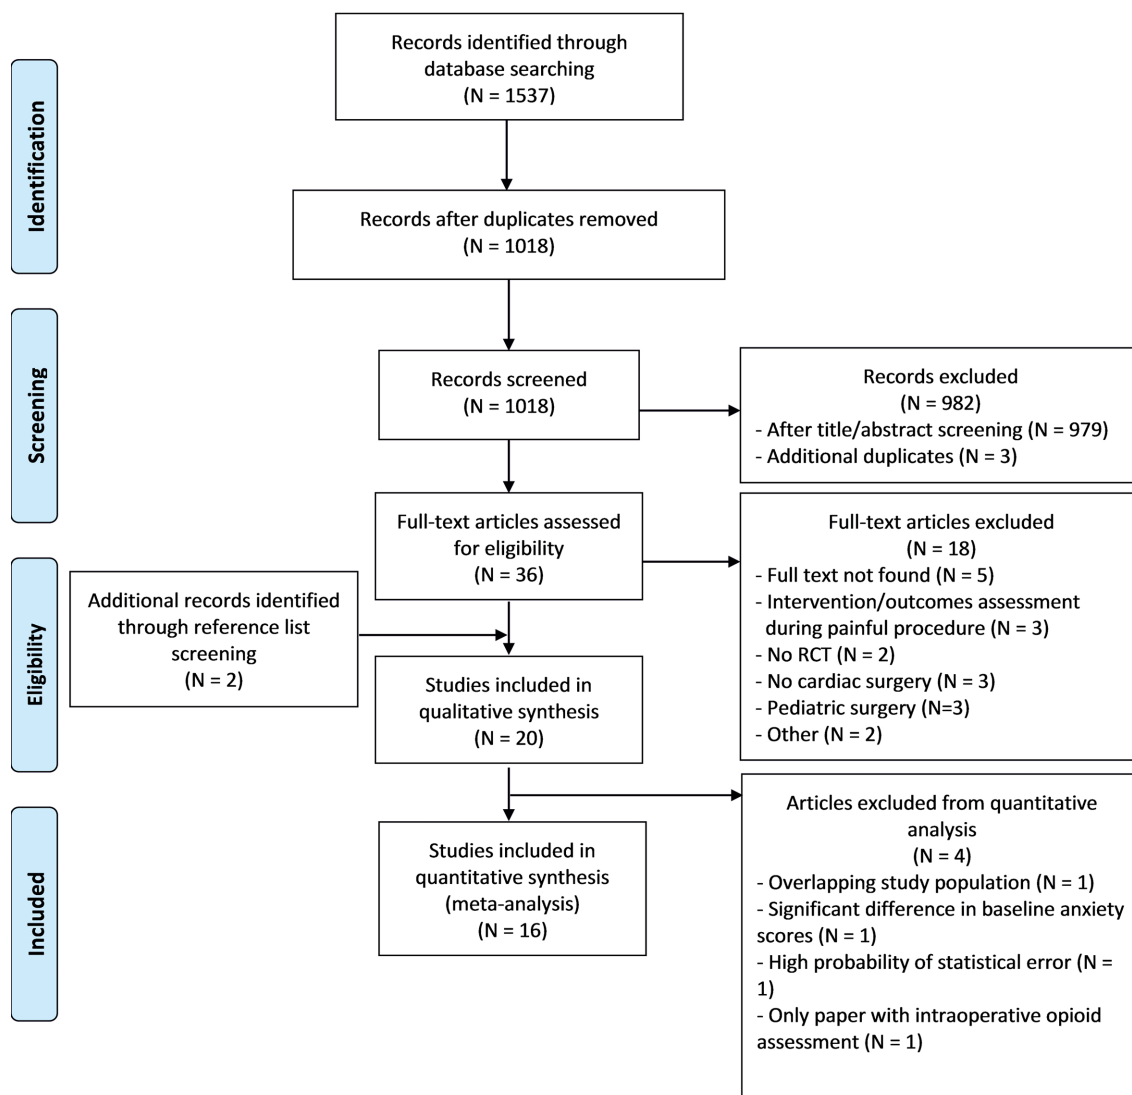 Identification
Records identified through
database searching
(N = 1537)
Records after duplicates removed
(N = 1018)
Screening
Records screened
(N = 1018)
Records excluded
(N = 982)
- After title/abstract screening (N = 979)
- Additional duplicates (N = 3)
Full-text articles assessed
for eligibility
(N = 36)
Full-text articles excluded
(N = 18)
- Full text not found (N = 5)
- Intervention/outcomes assessment
during painful procedure (N = 3)
- No RCT (N = 2)
- No cardiac surgery (N = 3)
- Pediatric surgery (N=3)
- Other (N = 2)
Eligibility
Additional records identified
through reference list
screening
(N = 2)
Studies included in
qualitative synthesis
(N = 20)
Articles excluded from quantitative
analysis
(N = 4)
- Overlapping study population (N = 1)
- Significant difference in baseline anxiety
scores (N = 1)
- High probability of statistical error (N =
1)
- Only paper with intraoperative opioid
assessment (N = 1)
Included
Studies included in
quantitative synthesis
(meta-analysis)
(N = 16)